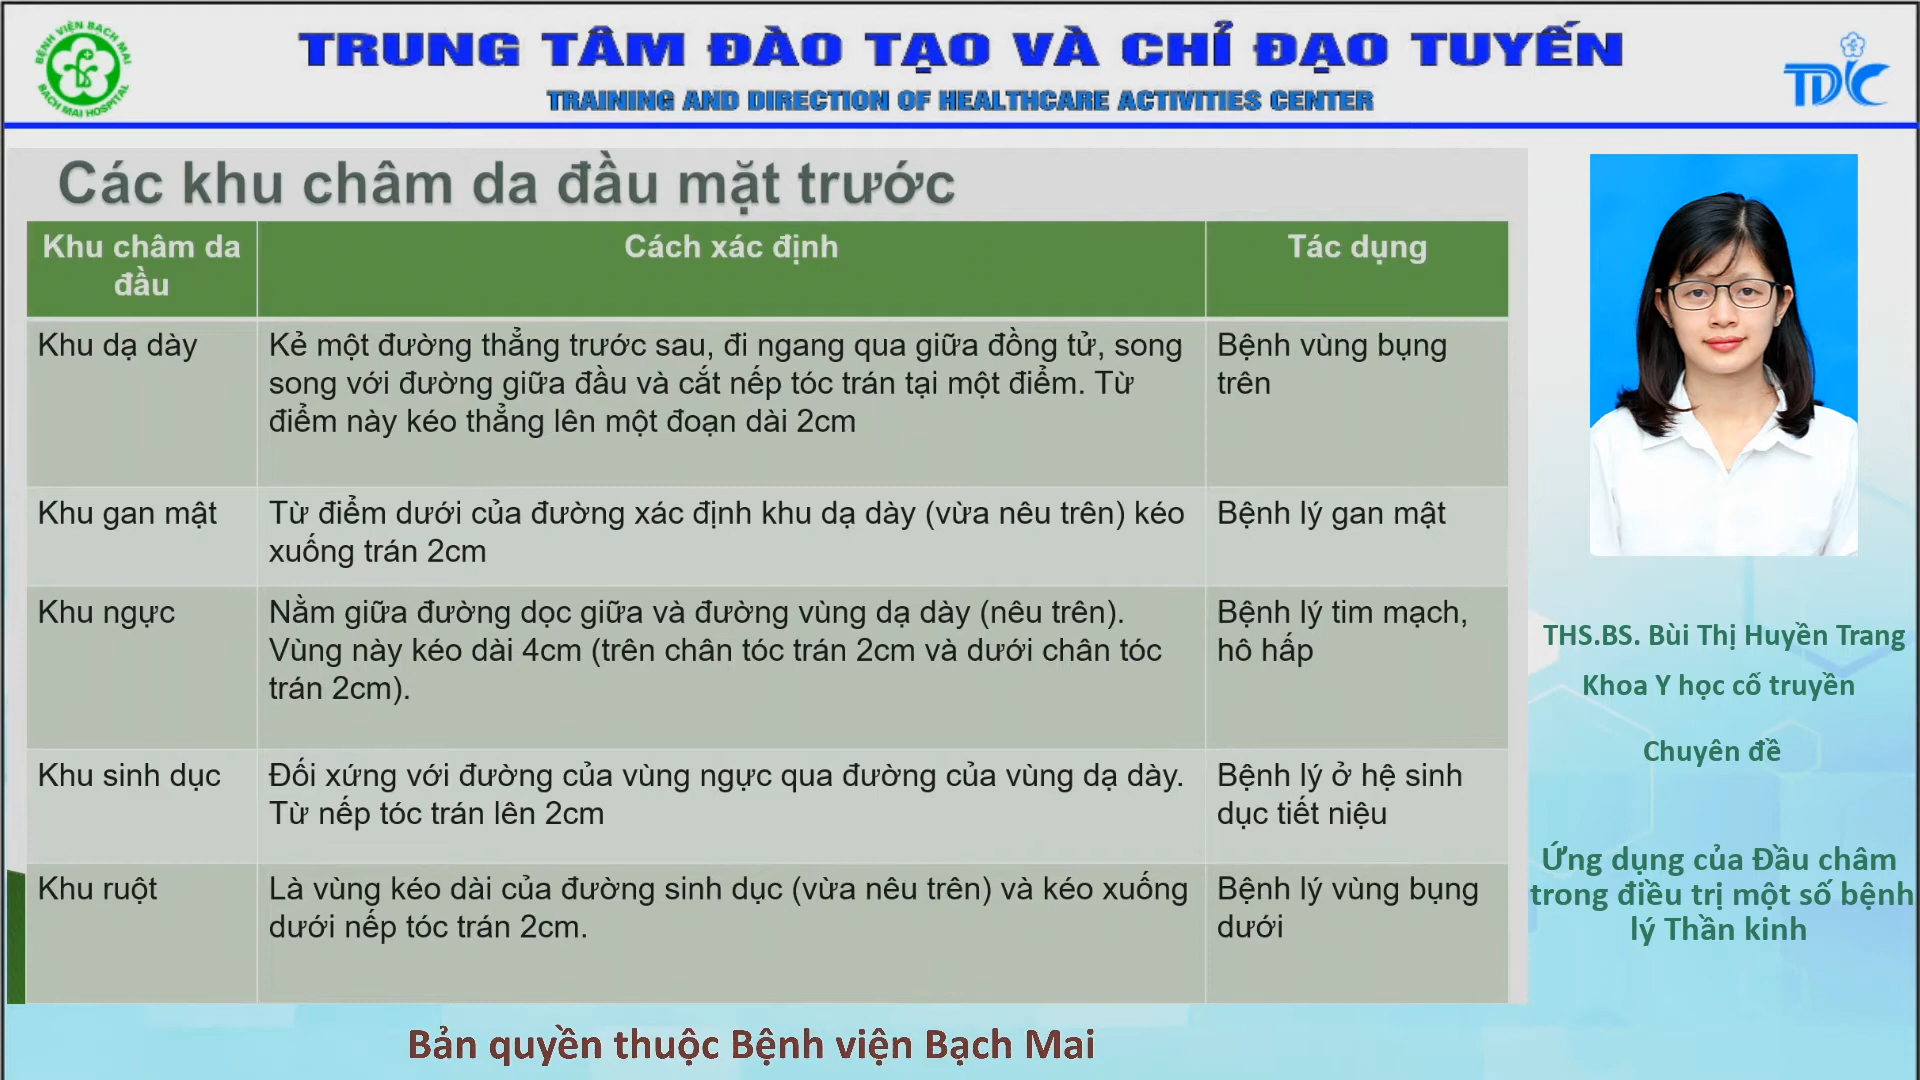 BỆNH VIỆN BẠCH MAI
BACH MAI HOSPITAL
TRUNG TÂM ĐÀO TẠO VÀ CHỈ ĐẠO TUYẾN
TRAINING AND DIRECTION OF HEALTHCARE ACTIVITIES CENTER
TDC
Các khu châm da đầu mặt trước
Khu châm da
đầu
Cách xác định
Tác dụng
Khu dạ dày
Kẻ một đường thẳng trước sau, đi ngang qua giữa đồng tử, song
song với đường giữa đầu và cắt nếp tóc trán tại một điểm. Từ
điểm này kéo thẳng lên một đoạn dài 2cm
Bệnh vùng bụng
trên
Khu gan mật
Từ điểm dưới của đường xác định khu dạ dày (vừa nêu trên) kéo
xuống trán 2cm
Bệnh lý gan mật
Khu ngực
Nằm giữa đường dọc giữa và đường vùng dạ dày (nêu trên).
Vùng này kéo dài 4cm (trên chân tóc trán 2cm và dưới chân tóc
trán 2cm).
Bệnh lý tim mạch,
hô hấp
Khu sinh dục
Đối xứng với đường của vùng ngực qua đường của vùng dạ dày.
Từ nếp tóc trán lên 2cm
Bệnh lý ở hệ sinh
dục tiết niệu
Khu ruột
Là vùng kéo dài của đường sinh dục (vừa nêu trên) và kéo xuống
dưới nếp tóc trán 2cm.
Bệnh lý vùng bụng
dưới
THS.BS. Bùi Thị Huyền Trang
Khoa Y học cổ truyền
Chuyên đề
Ứng dụng của Đầu châm
trong điều trị một số bệnh
lý Thần kinh
Bản quyền thuộc Bệnh viện Bạch Mai